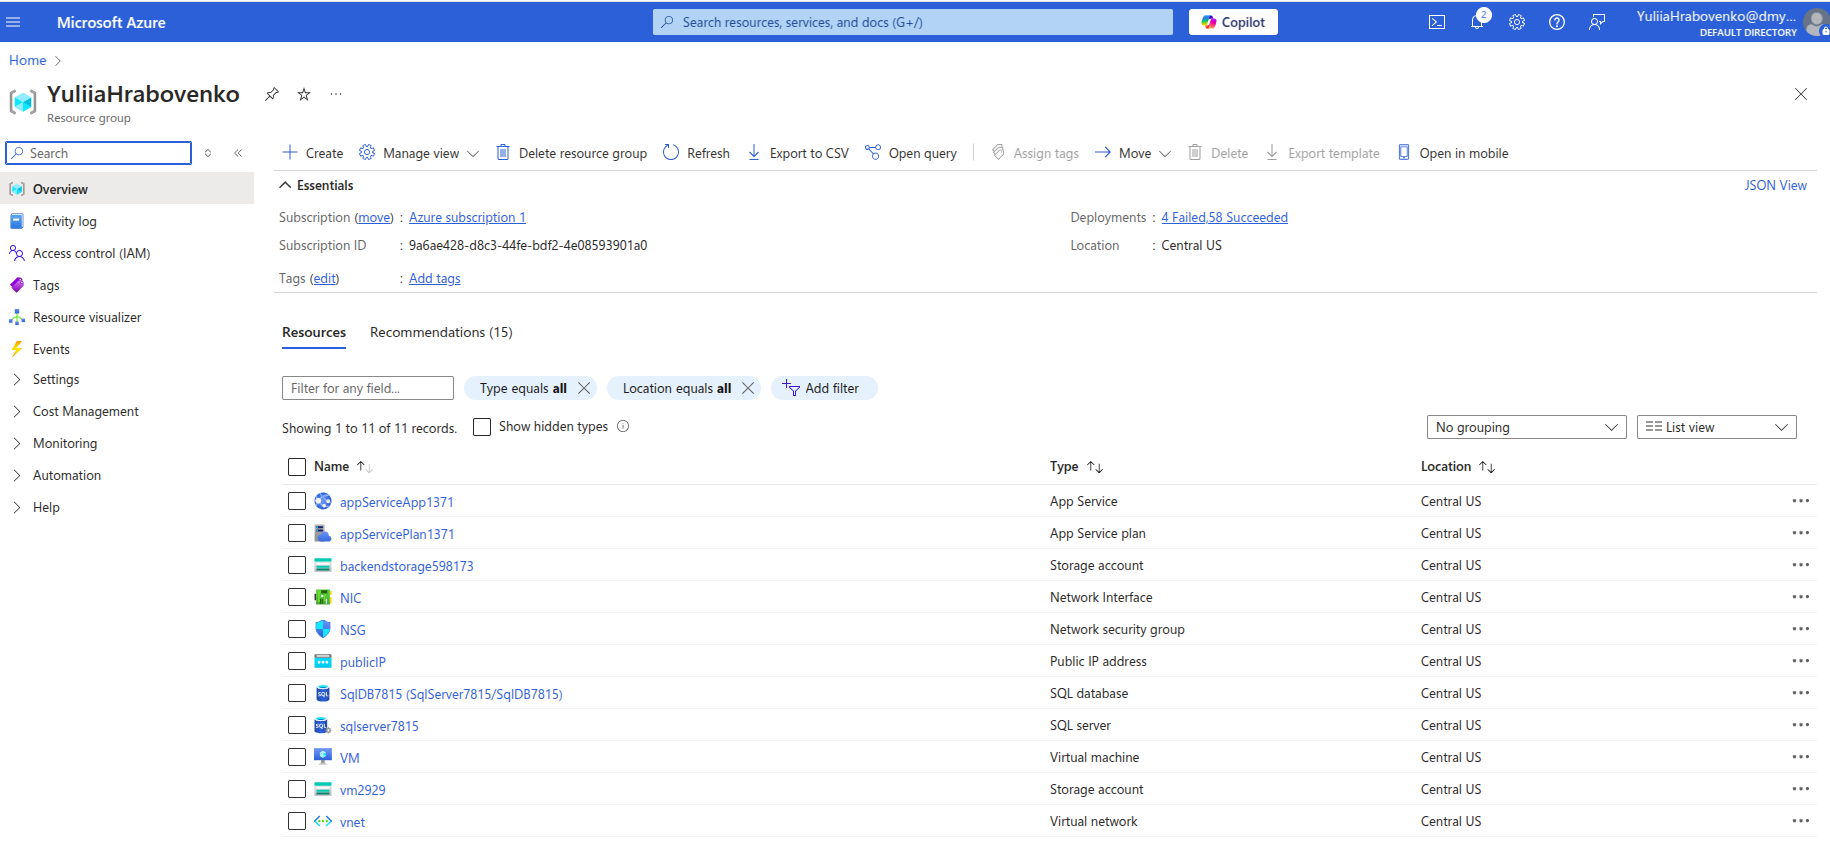 Microsoft Azure
Search resources, services, and docs (G+/)
Copilot
2
YuliiaHrabovenko@dmy...
DEFAULT DIRECTORY
Home
YuliiaHrabovenko
Resource group
Search
Create
Manage view
Delete resource group
Refresh
Export to CSV
Open query
Assign tags
Move
Delete
Export template
Open in mobile
Overview
Activity log
Access control (IAM)
Tags
Resource visualizer
Events
Settings
Cost Management
Monitoring
Automation
Help
Essentials
JSON View
Subscription (move) : Azure subscription 1
Deployments : 4 Failed,58 Succeeded
Subscription ID : 9a6ae428-d8c3-44fe-bdf2-4e08593901a0
Location : Central US
Tags (edit) : Add tags
Resources
Recommendations (15)
Filter for any field...
Type equals all
Location equals all
Add filter
Showing 1 to 11 of 11 records.
Show hidden types
No grouping
List view
Name Type Location
appServiceApp1371 App Service Central US
appServicePlan1371 App Service plan Central US
backendstorage598173 Storage account Central US
NIC Network Interface Central US
NSG Network security group Central US
publicIP Public IP address Central US
SqlDB7815 (SqlServer7815/SqlDB7815) SQL database Central US
sqlserver7815 SQL server Central US
VM Virtual machine Central US
vm2929 Storage account Central US
vnet Virtual network Central US